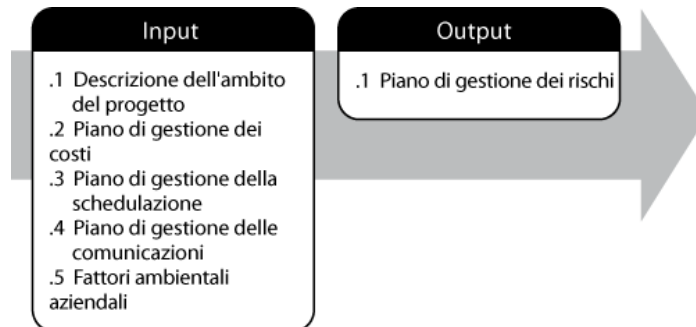 Input
.1 Descrizione dell'ambito
del progetto
.2 Piano di gestione dei
costi
.3 Piano di gestione della
schedulazione
.4 Piano di gestione delle
comunicazioni
.5 Fattori ambientali
aziendali
Output
.1 Piano di gestione dei rischi